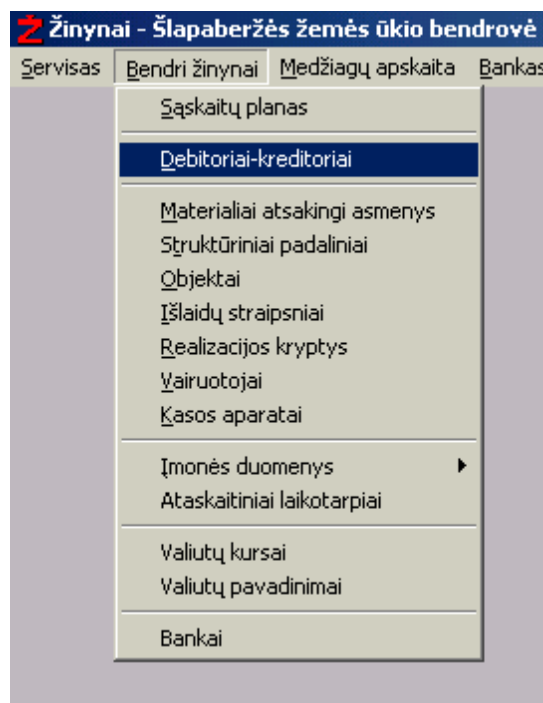 Ž Žinynai - Šlapaberžės žemės ūkio bendrovė
Servisas Bendri žinynai Medžiagų apskaita Bankas
Sąskaitų planas
Debitoriai-kreditoriai
Materialiai atsakingi asmenys
Struktūriniai padaliniai
Objektai
Išlaidų straipsniai
Realizacijos kryptys
Vairuotojai
Kasos aparatai
Įmonės duomenys
Ataskaitiniai laikotarpiai
Valiutų kursai
Valiutų pavadinimai
Bankai